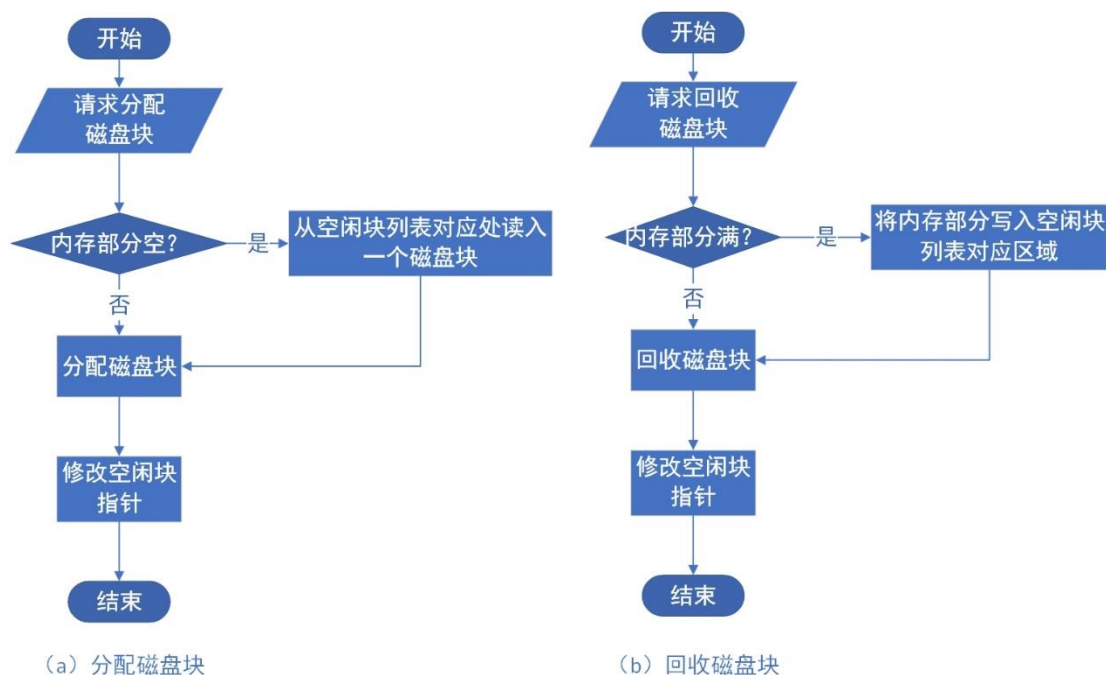 开始
请求分配
磁盘块
内存部分空？
是
从空闲块列表对应处读入
一个磁盘块
否
分配磁盘块
修改空闲块
指针
结束
（a）分配磁盘块
开始
请求回收
磁盘块
内存部分满？
是
将内存部分写入空闲块
列表对应区域
否
回收磁盘块
修改空闲块
指针
结束
（b）回收磁盘块